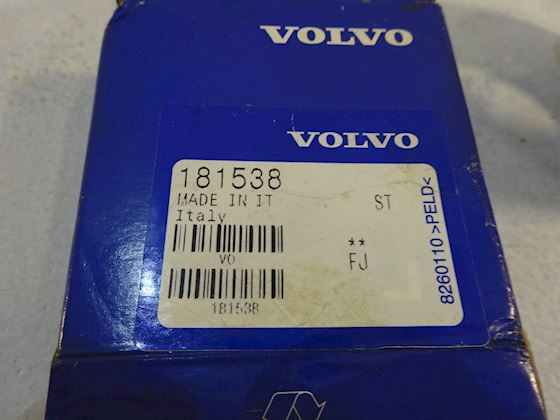 VOLVO
VOLVO
181538
MADE IN IT ST
Italy
**
VO FJ
181538
8260110 >PELD<